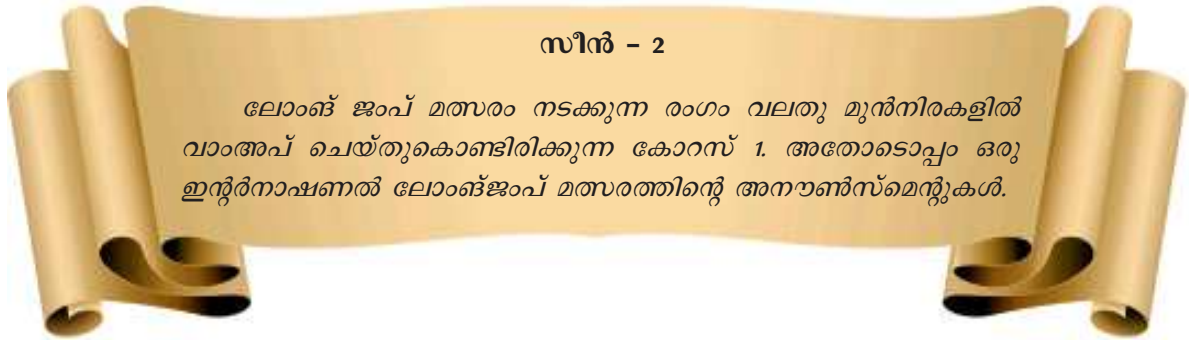 സീൻ – 2
ലോംങ് ജംപ് മത്സരം നടക്കുന്ന രംഗം വലതു മുൻനിരകളിൽ
വാംഅപ് ചെയ്തുകൊണ്ടിരിക്കുന്ന കോറസ് 1. അതോടൊപ്പം ഒരു
ഇന്റർനാഷണൽ ലോംങ്ജംപ് മത്സരത്തിന്റെ അനൗൺസ്മെന്റുകൾ.